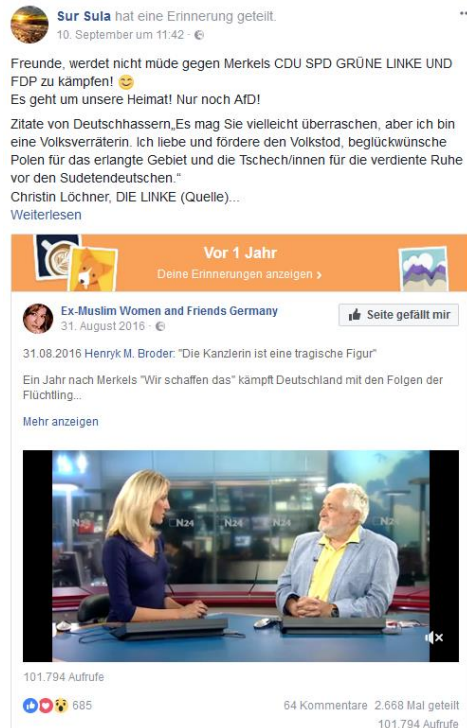 Sur Sula hat eine Erinnerung geteilt.
10. September um 11:42 ·
Freunde, werdet nicht müde gegen Merkels CDU SPD GRÜNE LINKE UND
FDP zu kämpfen! 😊
Es geht um unsere Heimat! Nur noch AfD!
Zitate von Deutschhassern„Es mag Sie vielleicht überraschen, aber ich bin
eine Volksverräterin. Ich liebe und fördere den Volkstod, beglückwünsche
Polen für das erlangte Gebiet und die Tschech/innen für die verdiente Ruhe
vor den Sudetendeutschen.“
Christin Löchner, DIE LINKE (Quelle)...
Weiterlesen
Vor 1 Jahr
Deine Erinnerungen anzeigen ›
Ex-Muslim Women and Friends Germany
31. August 2016 ·
Seite gefällt mir
31.08.2016 Henryk M. Broder: "Die Kanzlerin ist eine tragische Figur"
Ein Jahr nach Merkels "Wir schaffen das" kämpft Deutschland mit den Folgen der
Flüchtling...
Mehr anzeigen
N24 N24 N24 N24
101.794 Aufrufe
685
64 Kommentare 2.668 Mal geteilt
101.794 Aufrufe